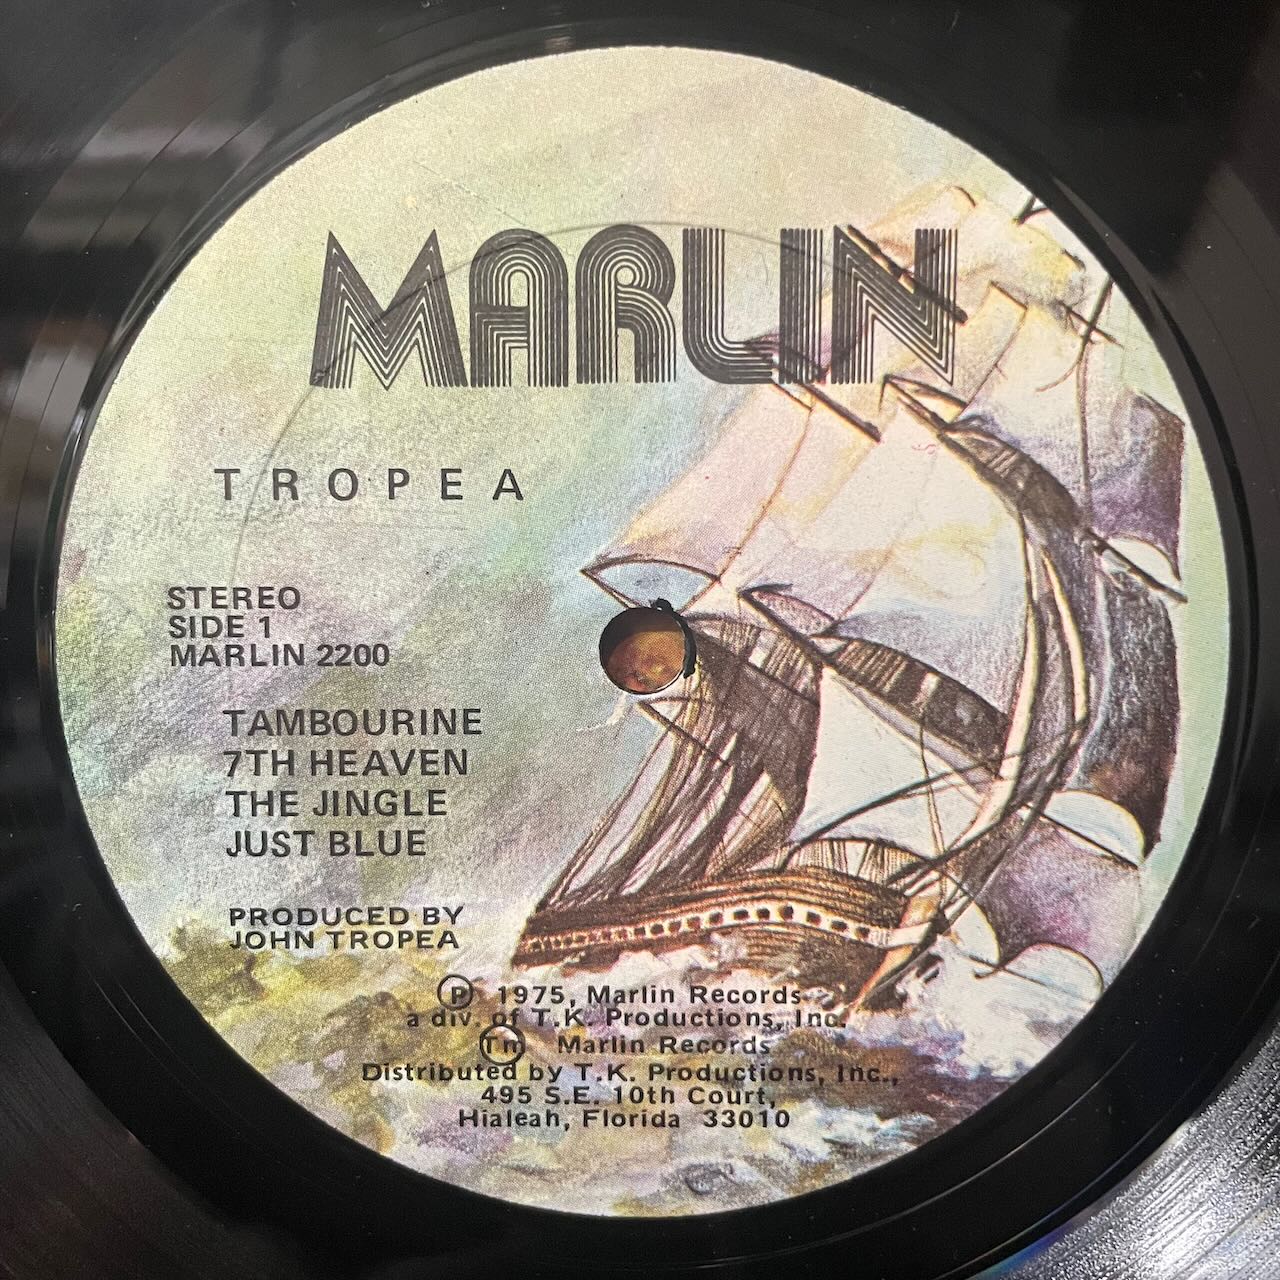 MARLIN
TROPEA
STEREO
SIDE 1
MARLIN 2200
TAMBOURINE
7TH HEAVEN
THE JINGLE
JUST BLUE
PRODUCED BY
JOHN TROPEA
Ⓟ 1975, Marlin Records
a div. of T.K. Productions, Inc.
Tm Marlin Records
Distributed by T.K. Productions, Inc.,
495 S.E. 10th Court,
Hialeah, Florida 33010